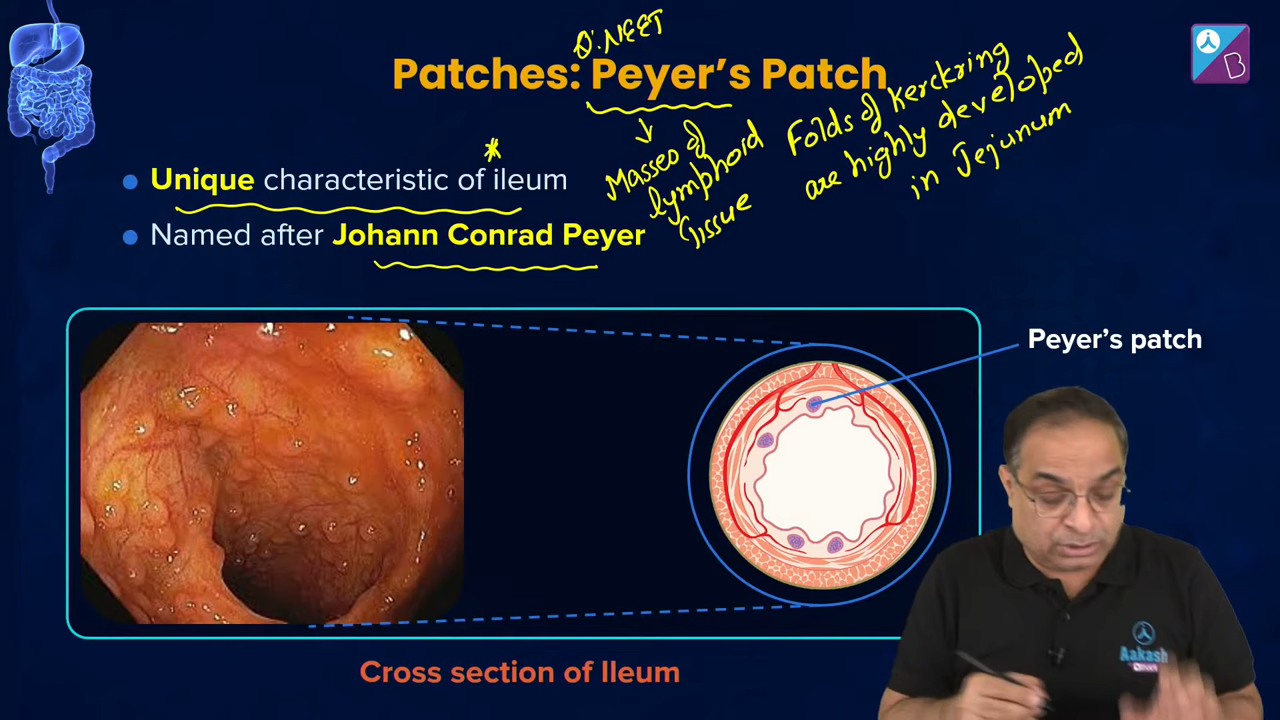 Q. NEET
Patches: Peyer's Patch
Unique characteristic of ileum
*
Named after Johann Conrad Peyer
Masses of
lymphoid
tissue
Folds of Kerckring
are highly developed
in Jejunum
Peyer's patch
Cross section of Ileum
Aakash
B